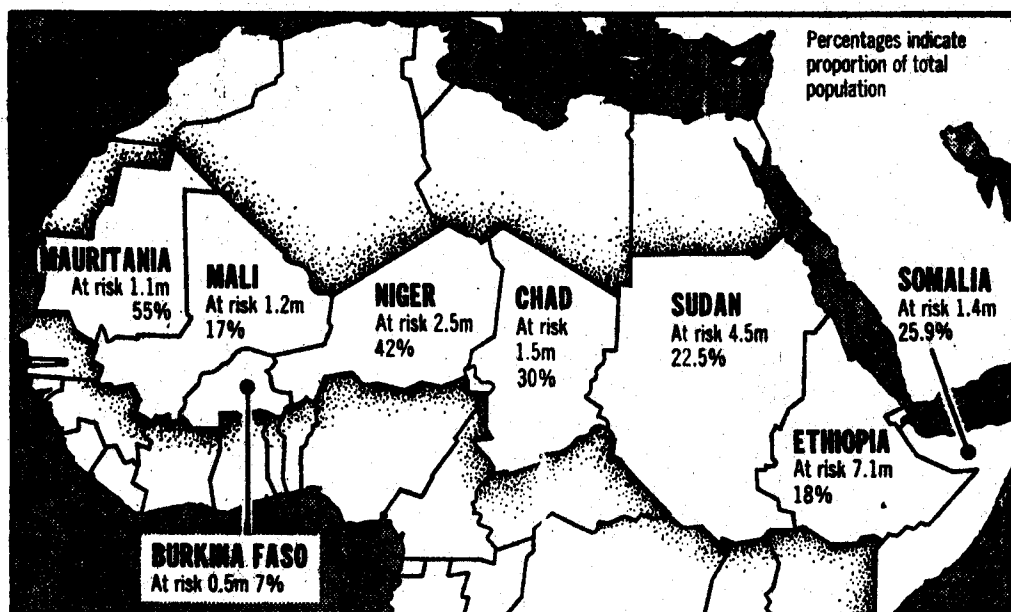 Percentages indicate
proportion of total
population
MAURITANIA
At risk 1.1m
55%
MALI
At risk 1.2m
17%
NIGER
At risk 2.5m
42%
CHAD
At risk
1.5m
30%
SUDAN
At risk 4.5m
22.5%
SOMALIA
At risk 1.4m
25.9%
ETHIOPIA
At risk 7.1m
18%
BURKINA FASO
At risk 0.5m 7%